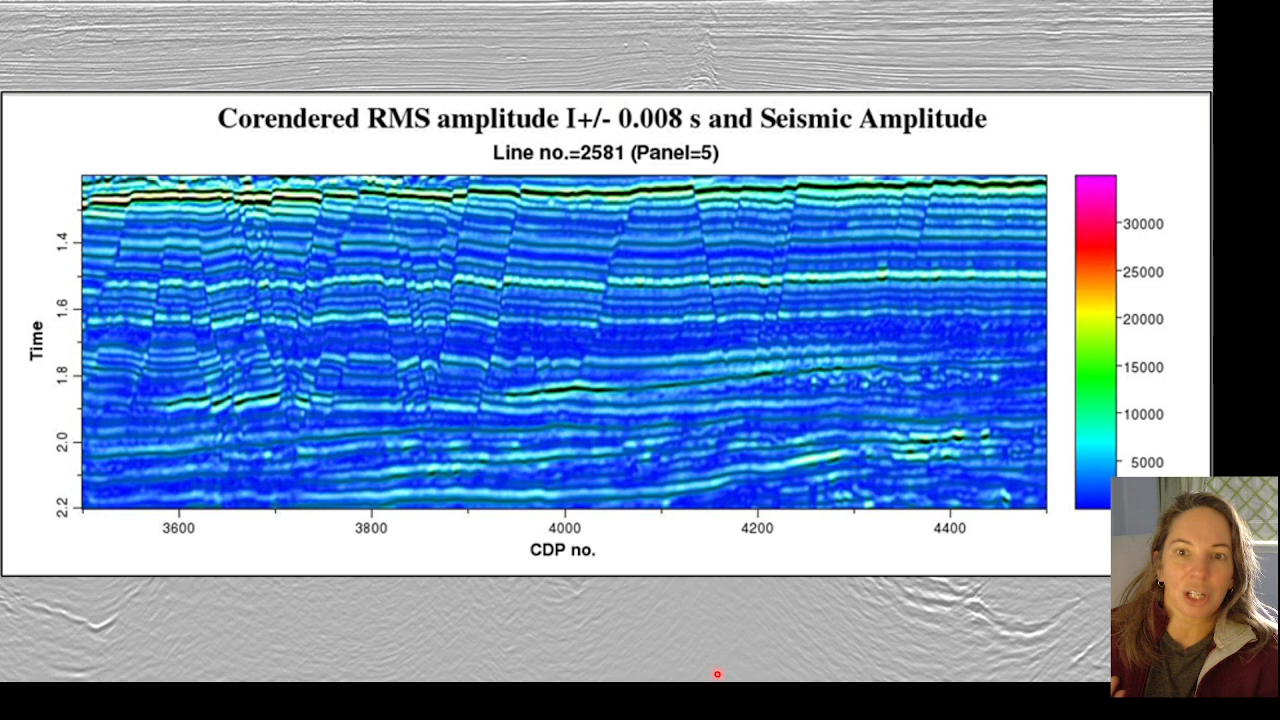 Corendered RMS amplitude I+/- 0.008 s and Seismic Amplitude
Line no.=2581 (Panel=5)
Time
1.4
1.6
1.8
2.0
2.2
3600 3800 4000 4200 4400
CDP no.
30000
25000
20000
15000
10000
5000